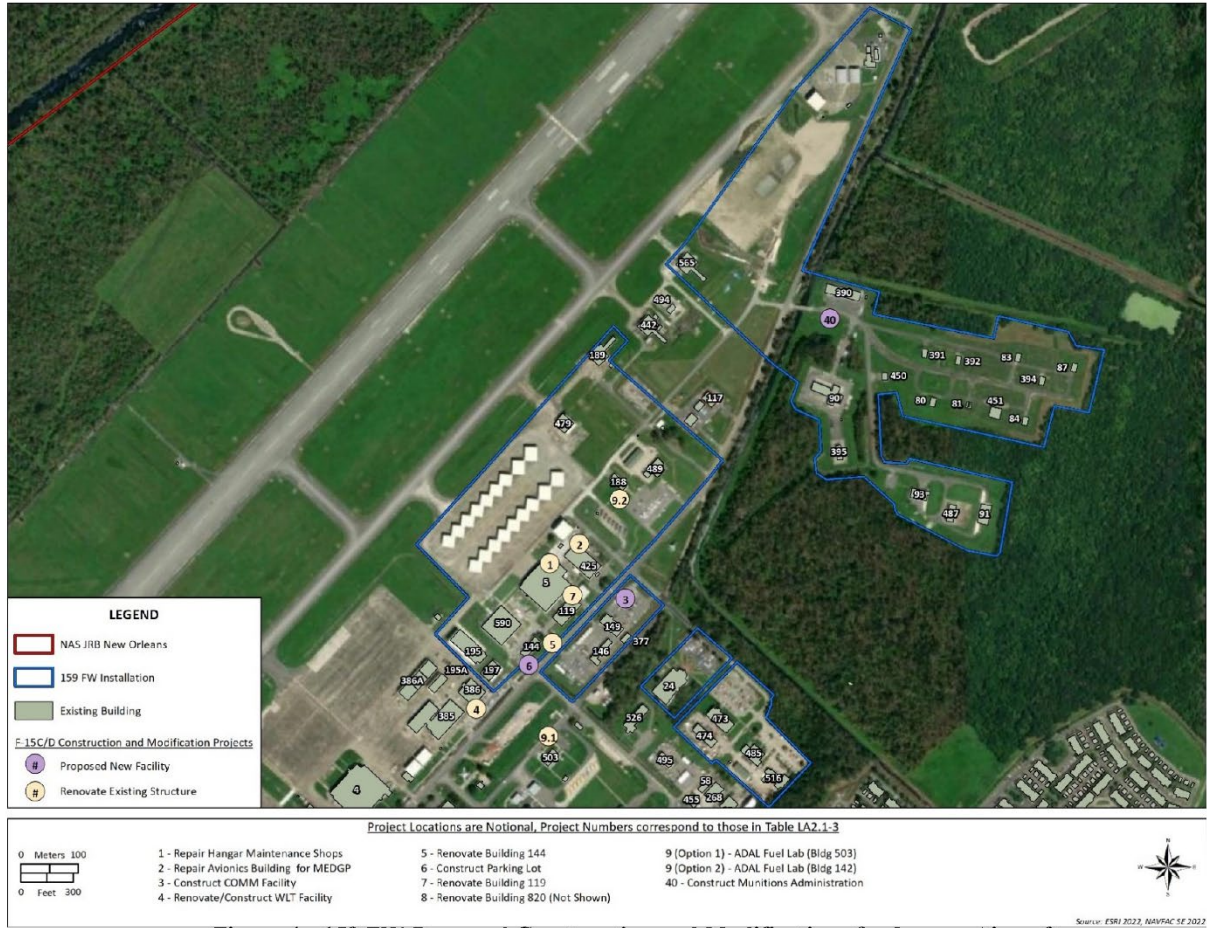 565
494
442
189
390
40
391
392
83
87
450
394
80
81
451
84
90
395
117
479
489
188
9.2
93
487
91
2
1
425
5
7
119
3
590
149
377
144
5
146
195
6
195A
197
386A
386
4
385
24
526
473
474
9.1
503
495
485
516
58
455
268
4
LEGEND
NAS JRB New Orleans
159 FW Installation
Existing Building
F-15C/D Construction and Modification Projects
# Proposed New Facility
# Renovate Existing Structure
Project Locations are Notional, Project Numbers correspond to those in Table LA2.1-3
0 Meters 100
0 Feet 300
1 - Repair Hangar Maintenance Shops
2 - Repair Avionics Building for MEDGP
3 - Construct COMM Facility
4 - Renovate/Construct WLT Facility
5 - Renovate Building 144
6 - Construct Parking Lot
7 - Renovate Building 119
8 - Renovate Building 820 (Not Shown)
9 (Option 1) - ADAL Fuel Lab (Bldg 503)
9 (Option 2) - ADAL Fuel Lab (Bldg 142)
40 - Construct Munitions Administration
N
W E
S
Source: ESRI 2022, NAVFAC SE 2022